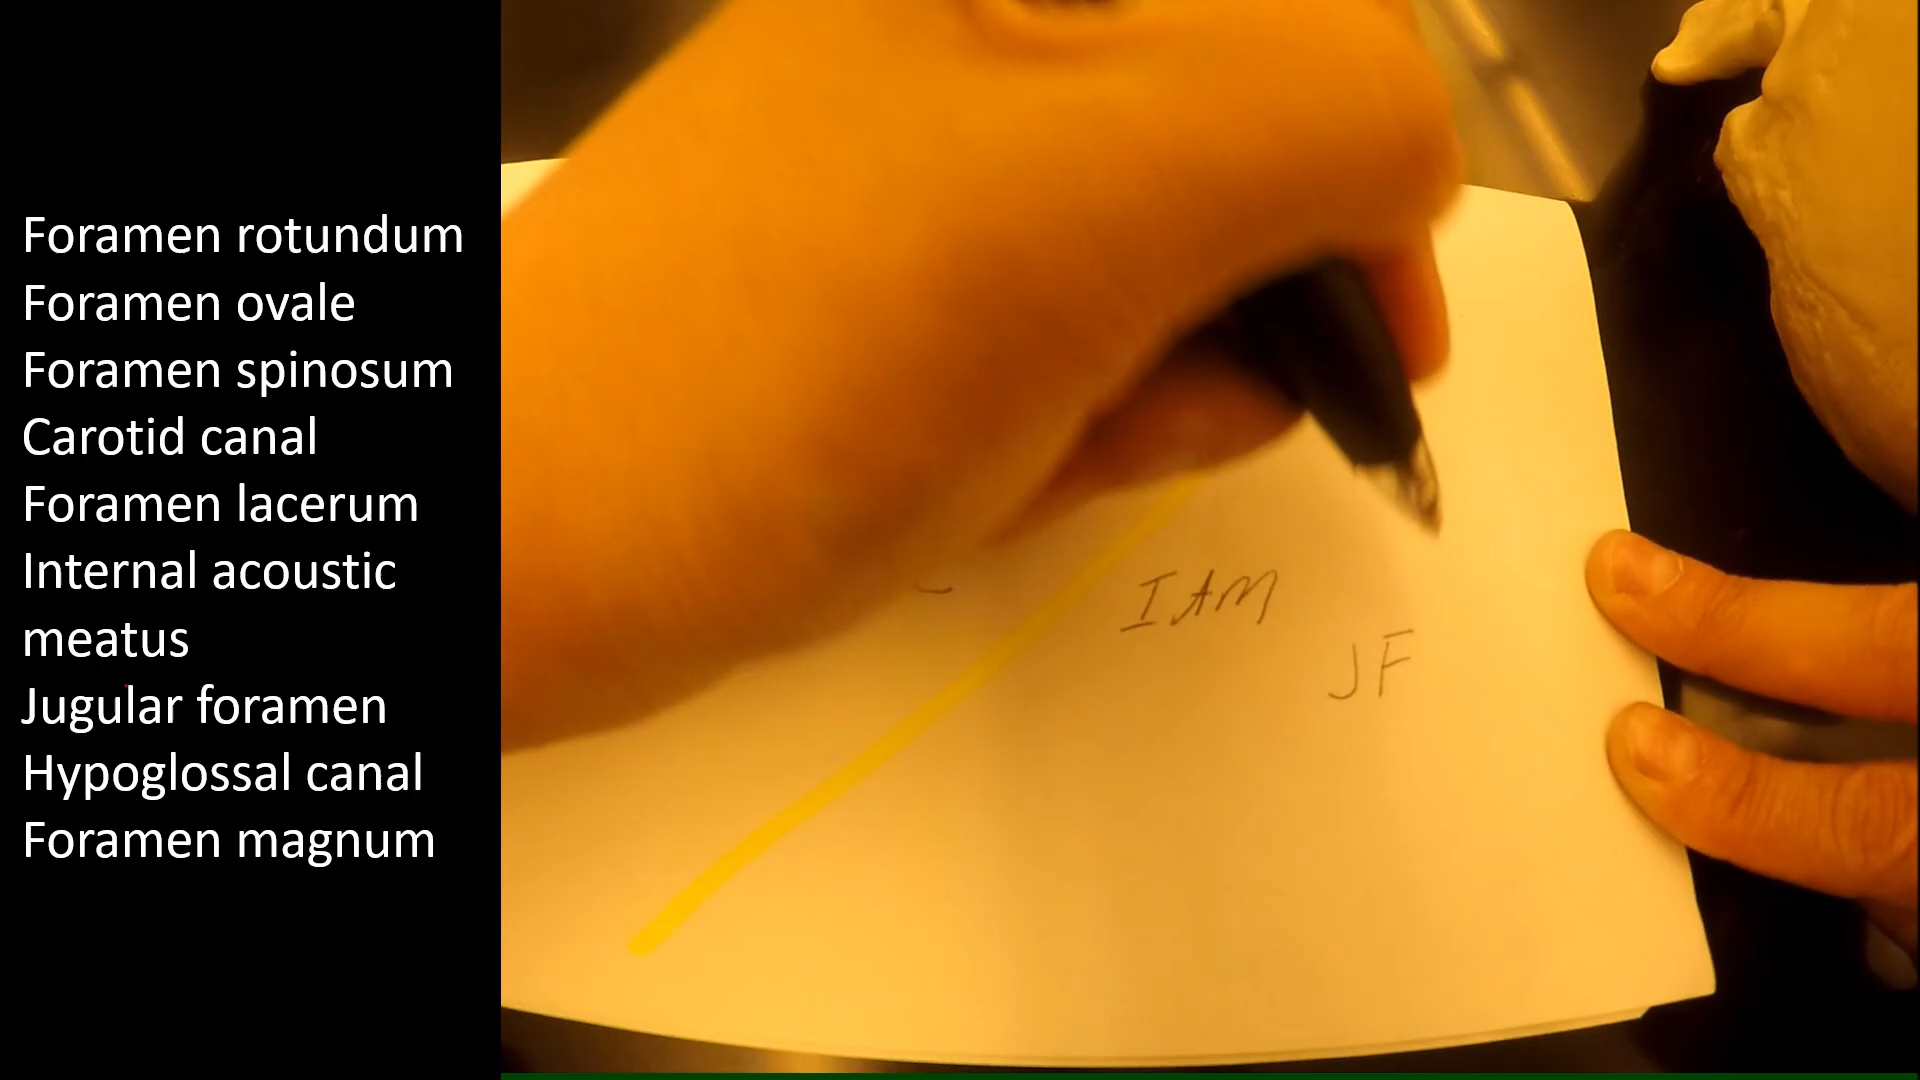 Foramen rotundum
Foramen ovale
Foramen spinosum
Carotid canal
Foramen lacerum
Internal acoustic
meatus
Jugular foramen
Hypoglossal canal
Foramen magnum
IAM
JF